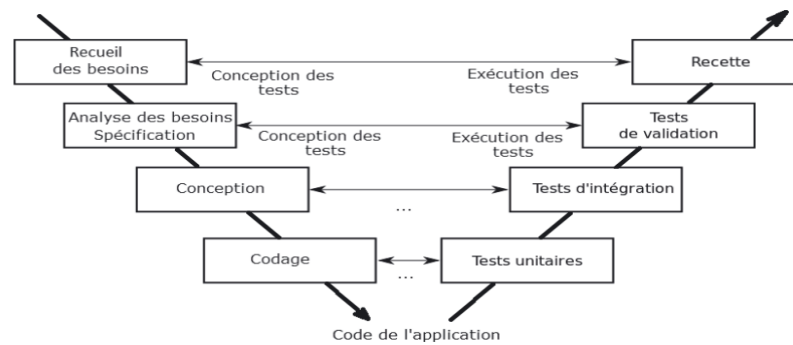 Recueil
des besoins
Conception des
tests
Exécution des
tests
Recette
Analyse des besoins
Spécification
Conception des
tests
Exécution des
tests
Tests
de validation
Conception
...
Tests d'intégration
Codage
...
Tests unitaires
Code de l'application